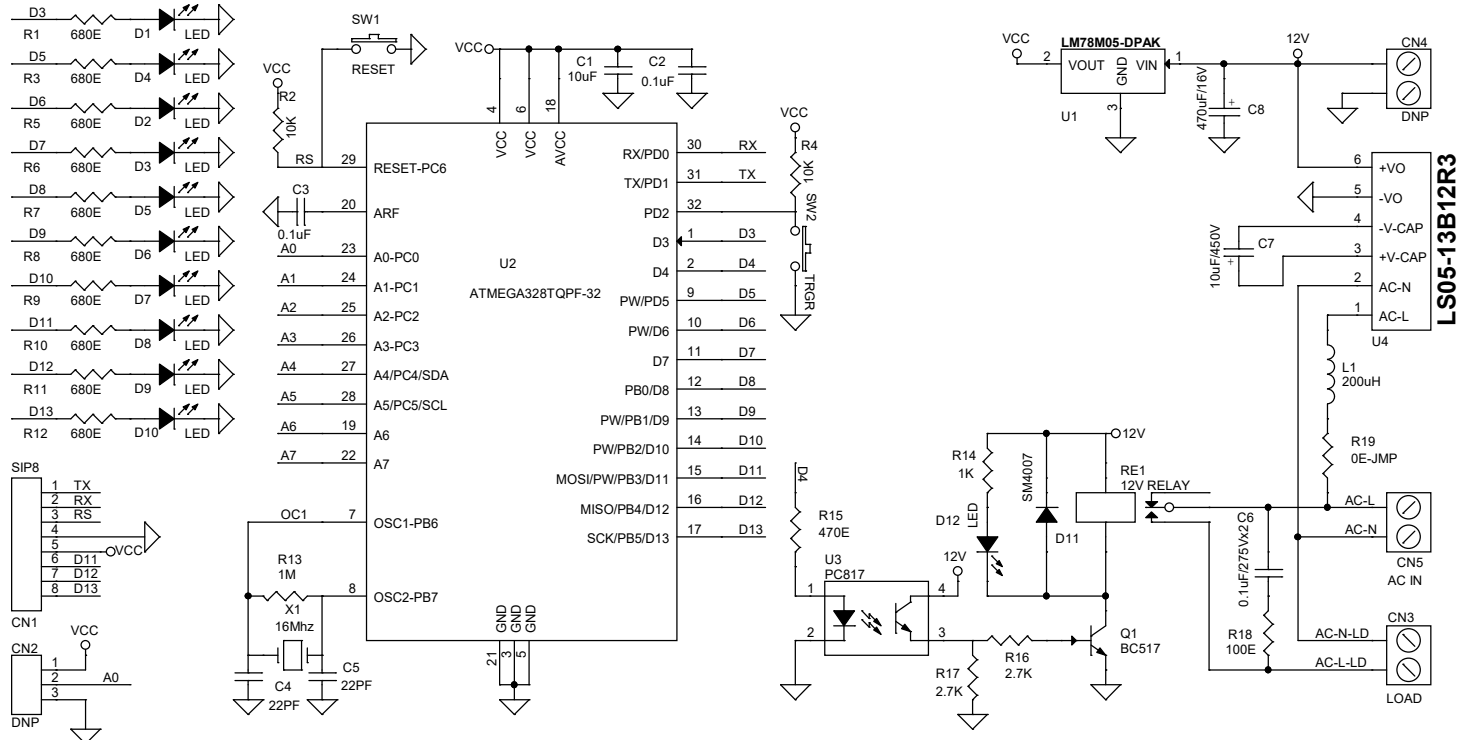 D3
R1 680E D1 LED
D5
R3 680E D4 LED
D6
R5 680E D2 LED
D7
R6 680E D3 LED
D8
R7 680E D5 LED
D9
R8 680E D6 LED
D10
R9 680E D7 LED
D11
R10 680E D8 LED
D12
R11 680E D9 LED
D13
R12 680E D10 LED
SIP8
1 TX
2 RX
3 RS
4
5 VCC
6 D11
7 D12
8 D13
CN1
CN2
VCC
1
2 A0
3
DNP
SW1
RESET
VCC
R2
10K
RS
C3
0.1uF
VCC
C1
10uF
C2
0.1uF
4 6 18
VCC VCC AVCC
29 RESET-PC6
20 ARF
A0 23 A0-PC0
A1 24 A1-PC1
A2 25 A2-PC2
A3 26 A3-PC3
A4 27 A4/PC4/SDA
A5 28 A5/PC5/SCL
A6 19 A6
A7 22 A7
OC1 7 OSC1-PB6
8 OSC2-PB7
R13
1M
X1
16Mhz
C4
22PF
C5
22PF
U2
ATMEGA328TQPF-32
GND GND GND
21 3 5
RX/PD0 30 RX
TX/PD1 31 TX
PD2 32
D3 1 D3
D4 2 D4
PW/PD5 9 D5
PW/D6 10 D6
D7 11 D7
PB0/D8 12 D8
PW/PB1/D9 13 D9
PW/PB2/D10 14 D10
MOSI/PW/PB3/D11 15 D11
MISO/PB4/D12 16 D12
SCK/PB5/D13 17 D13
VCC
R4
10K
SW2
TRGR
D4
R15
470E
U3
PC817
1
2
4
3
12V
R17
2.7K
R16
2.7K
Q1
BC517
R14
1K
D12
LED
SM4007
D11
12V
RE1
12V RELAY
VCC
LM78M05-DPAK
2 VOUT GND VIN 1
3
U1
470uF/16V
C8
12V
CN4
DNP
6 +VO
5 -VO
4 -V-CAP
3 +V-CAP
2 AC-N
1 AC-L
U4
LS05-13B12R3
10uF/450V
C7
L1
200uH
R19
0E-JMP
AC-L
AC-N
CN5
AC IN
C6
0.1uF/275Vx2
R18
100E
CN3
AC-N-LD
AC-L-LD
LOAD